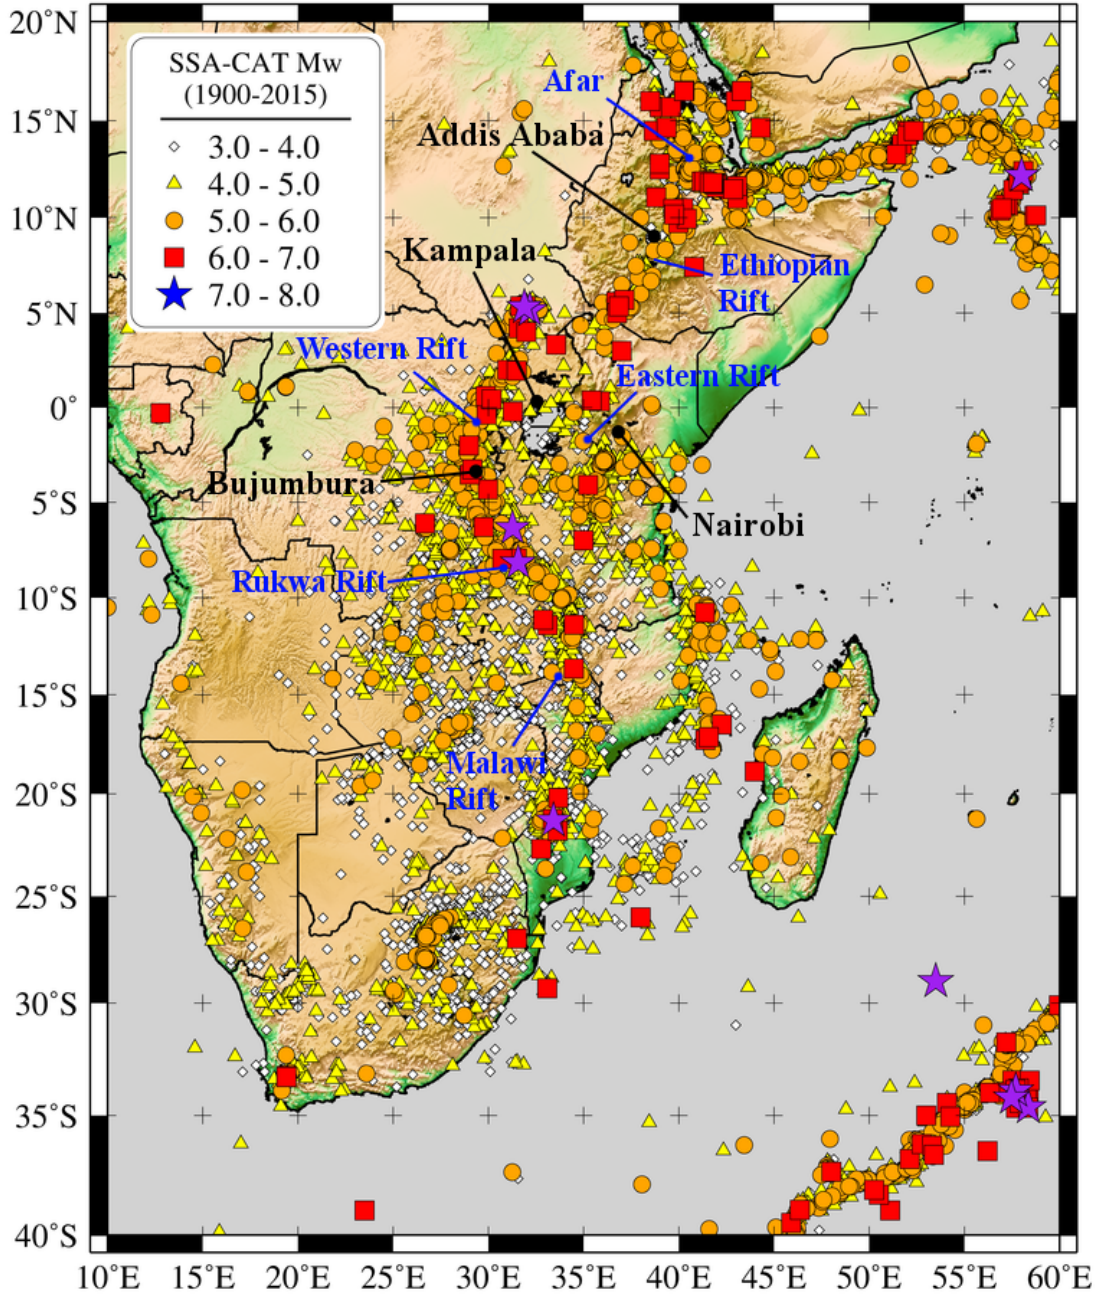 20°N
SSA-CAT Mw
(1900-2015)
3.0 - 4.0
4.0 - 5.0
5.0 - 6.0
6.0 - 7.0
7.0 - 8.0
Afar
15°N
Addis Ababa
10°N
Kampala
Ethiopian
Rift
5°N
Western Rift
Eastern Rift
0°
Bujumbura
5°S
Nairobi
Rukwa Rift
10°S
15°S
Malawi
Rift
20°S
25°S
30°S
35°S
40°S
10°E 15°E 20°E 25°E 30°E 35°E 40°E 45°E 50°E 55°E 60°E